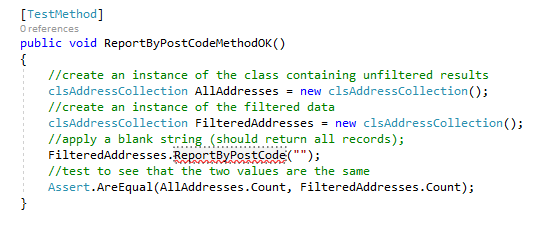 [TestMethod]
0 references
public void ReportByPostCodeMethodOK()
{
//create an instance of the class containing unfiltered results
clsAddressCollection AllAddresses = new clsAddressCollection();
//create an instance of the filtered data
clsAddressCollection FilteredAddresses = new clsAddressCollection();
//apply a blank string (should return all records);
FilteredAddresses.ReportByPostCode("");
//test to see that the two values are the same
Assert.AreEqual(AllAddresses.Count, FilteredAddresses.Count);
}